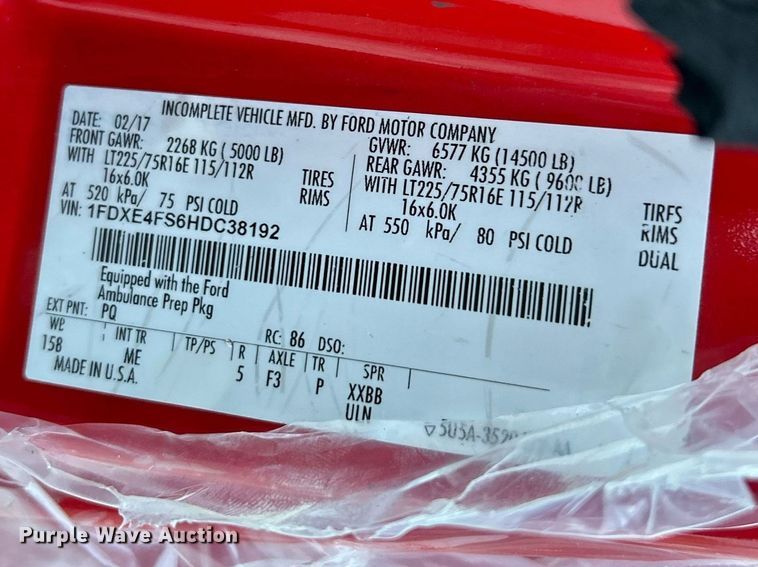 INCOMPLETE VEHICLE MFD. BY FORD MOTOR COMPANY
DATE: 02/17 GVWR: 6577 KG (14500 LB)
FRONT GAWR: 2268 KG (5000 LB) REAR GAWR: 4355 KG (9600 LB)
WITH LT225/75R16E 115/112R TIRES WITH LT225/75R16E 115/112R TIRES
16x6.0K RIMS 16x6.0K RIMS
AT 520 kPa/ 75 PSI COLD AT 550 kPa/ 80 PSI COLD DUAL
VIN: 1FDXE4FS6HDC38192
Equipped with the Ford
Ambulance Prep Pkg
EXT PNT: PQ RC: 86 DSO:
WB INT TR TP/PS R AXLE TR SPR
158 ME 5 F3 P XXBB
MADE IN U.S.A. UIN
Purple Wave Auction